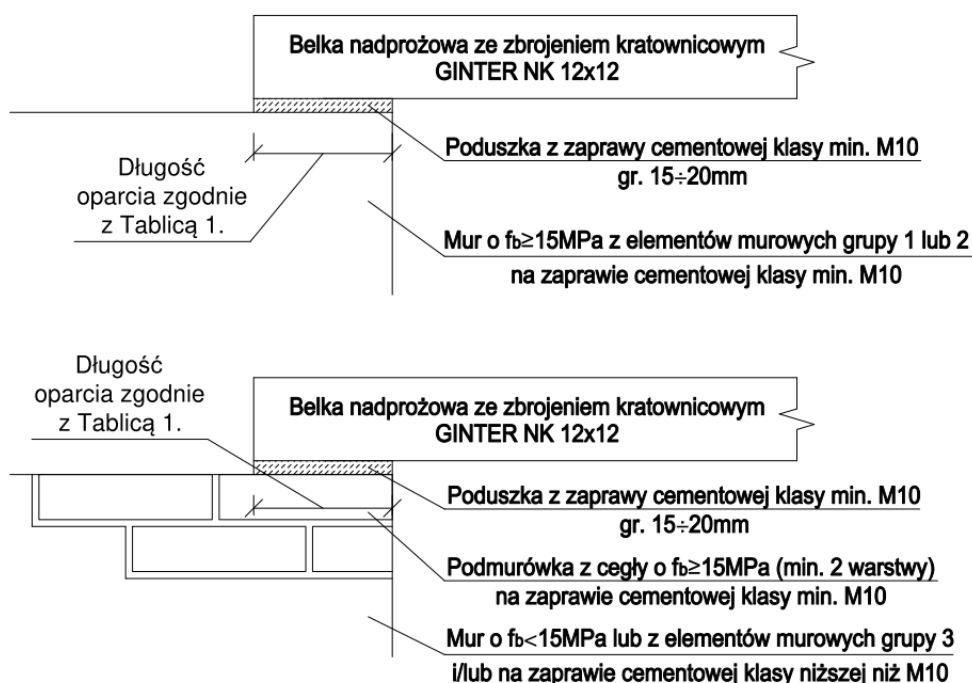 Belka nadprożowa ze zbrojeniem kratownicowym
GINTER NK 12x12
Poduszka z zaprawy cementowej klasy min. M10
gr. 15÷20mm
Długość
oparcia zgodnie
z Tablicą 1.
Mur o fb≥15MPa z elementów murowych grupy 1 lub 2
na zaprawie cementowej klasy min. M10
Długość
oparcia zgodnie
z Tablicą 1.
Belka nadprożowa ze zbrojeniem kratownicowym
GINTER NK 12x12
Poduszka z zaprawy cementowej klasy min. M10
gr. 15÷20mm
Podmurówka z cegły o fb≥15MPa (min. 2 warstwy)
na zaprawie cementowej klasy min. M10
Mur o fb<15MPa lub z elementów murowych grupy 3
i/lub na zaprawie cementowej klasy niższej niż M10